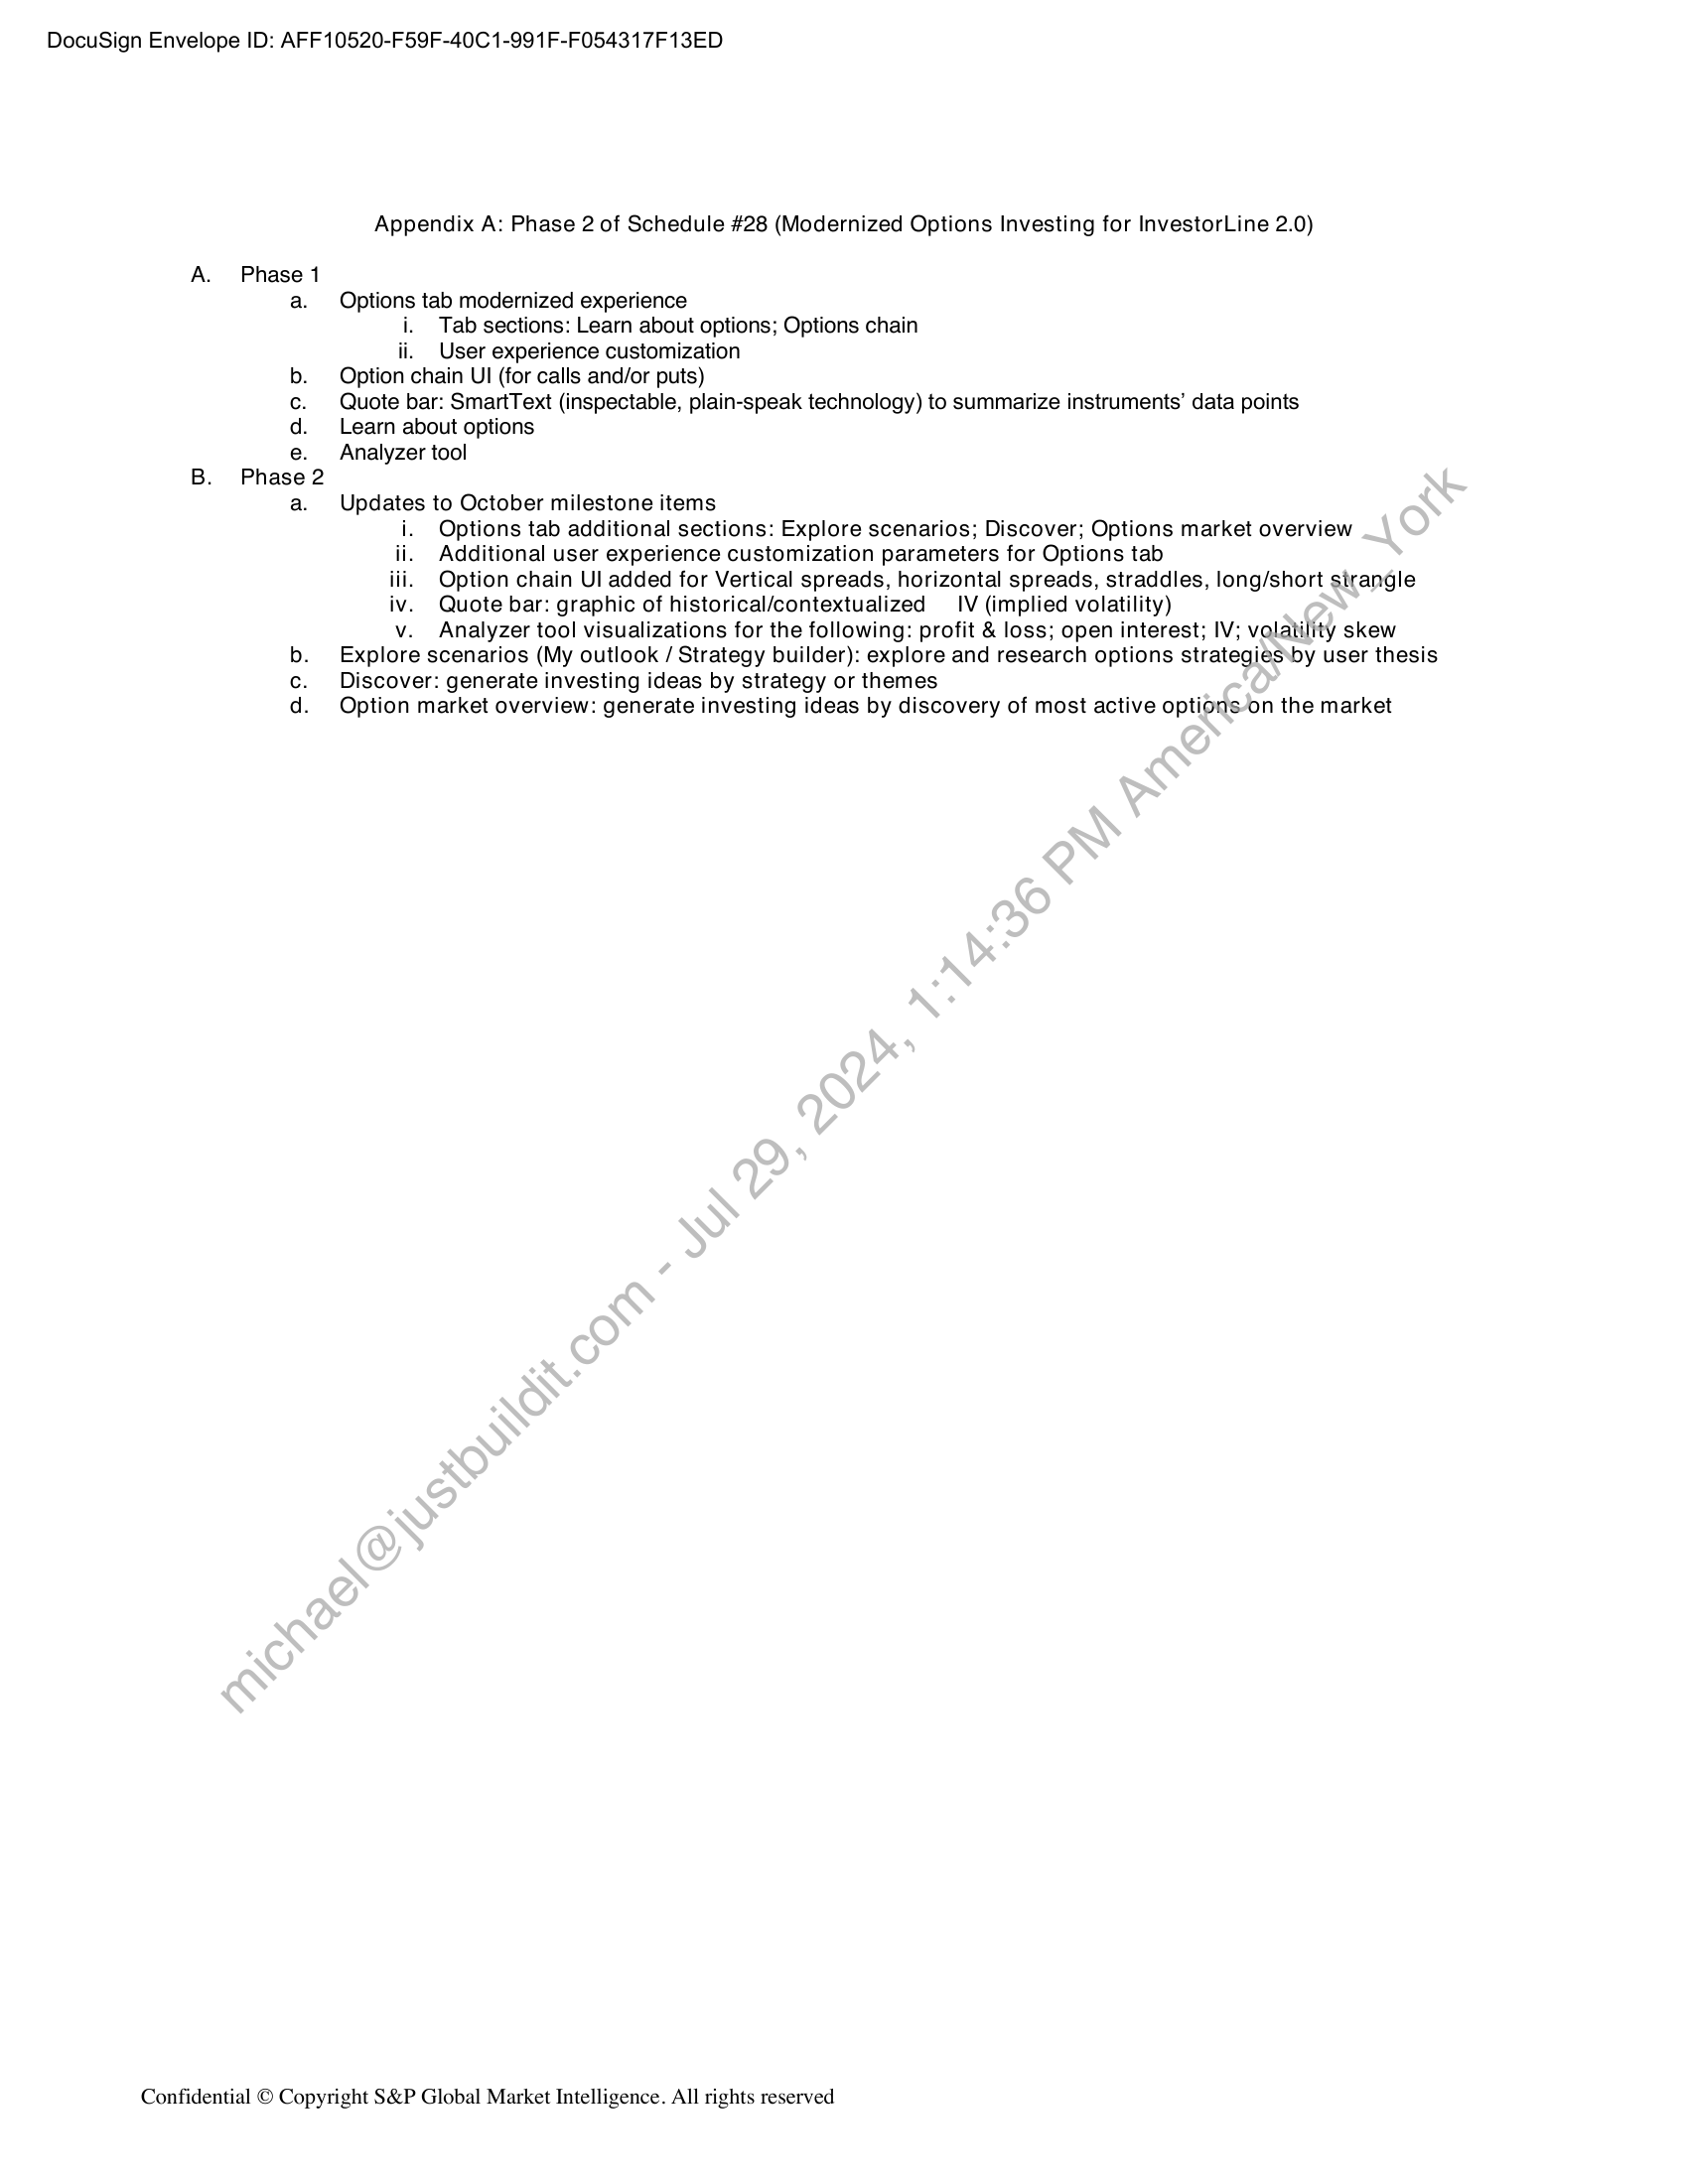 DocuSign Envelope ID: AFF10520-F59F-40C1-991F-F054317F13ED
Appendix A: Phase 2 of Schedule #28 (Modernized Options Investing for InvestorLine 2.0)
A. Phase 1
a. Options tab modernized experience
i. Tab sections: Learn about options; Options chain
ii. User experience customization
b. Option chain UI (for calls and/or puts)
c. Quote bar: SmartText (inspectable, plain-speak technology) to summarize instruments’ data points
d. Learn about options
e. Analyzer tool
B. Phase 2
a. Updates to October milestone items
i. Options tab additional sections: Explore scenarios; Discover; Options market overview
ii. Additional user experience customization parameters for Options tab
iii. Option chain UI added for Vertical spreads, horizontal spreads, straddles, long/short strangle
iv. Quote bar: graphic of historical/contextualized IV (implied volatility)
v. Analyzer tool visualizations for the following: profit & loss; open interest; IV; volatility skew
b. Explore scenarios (My outlook / Strategy builder): explore and research options strategies by user thesis
c. Discover: generate investing ideas by strategy or themes
d. Option market overview: generate investing ideas by discovery of most active options on the market
michael@justbuildit.com - Jul 29, 2024, 1:14:36 PM America/New_York
Confidential © Copyright S&P Global Market Intelligence. All rights reserved